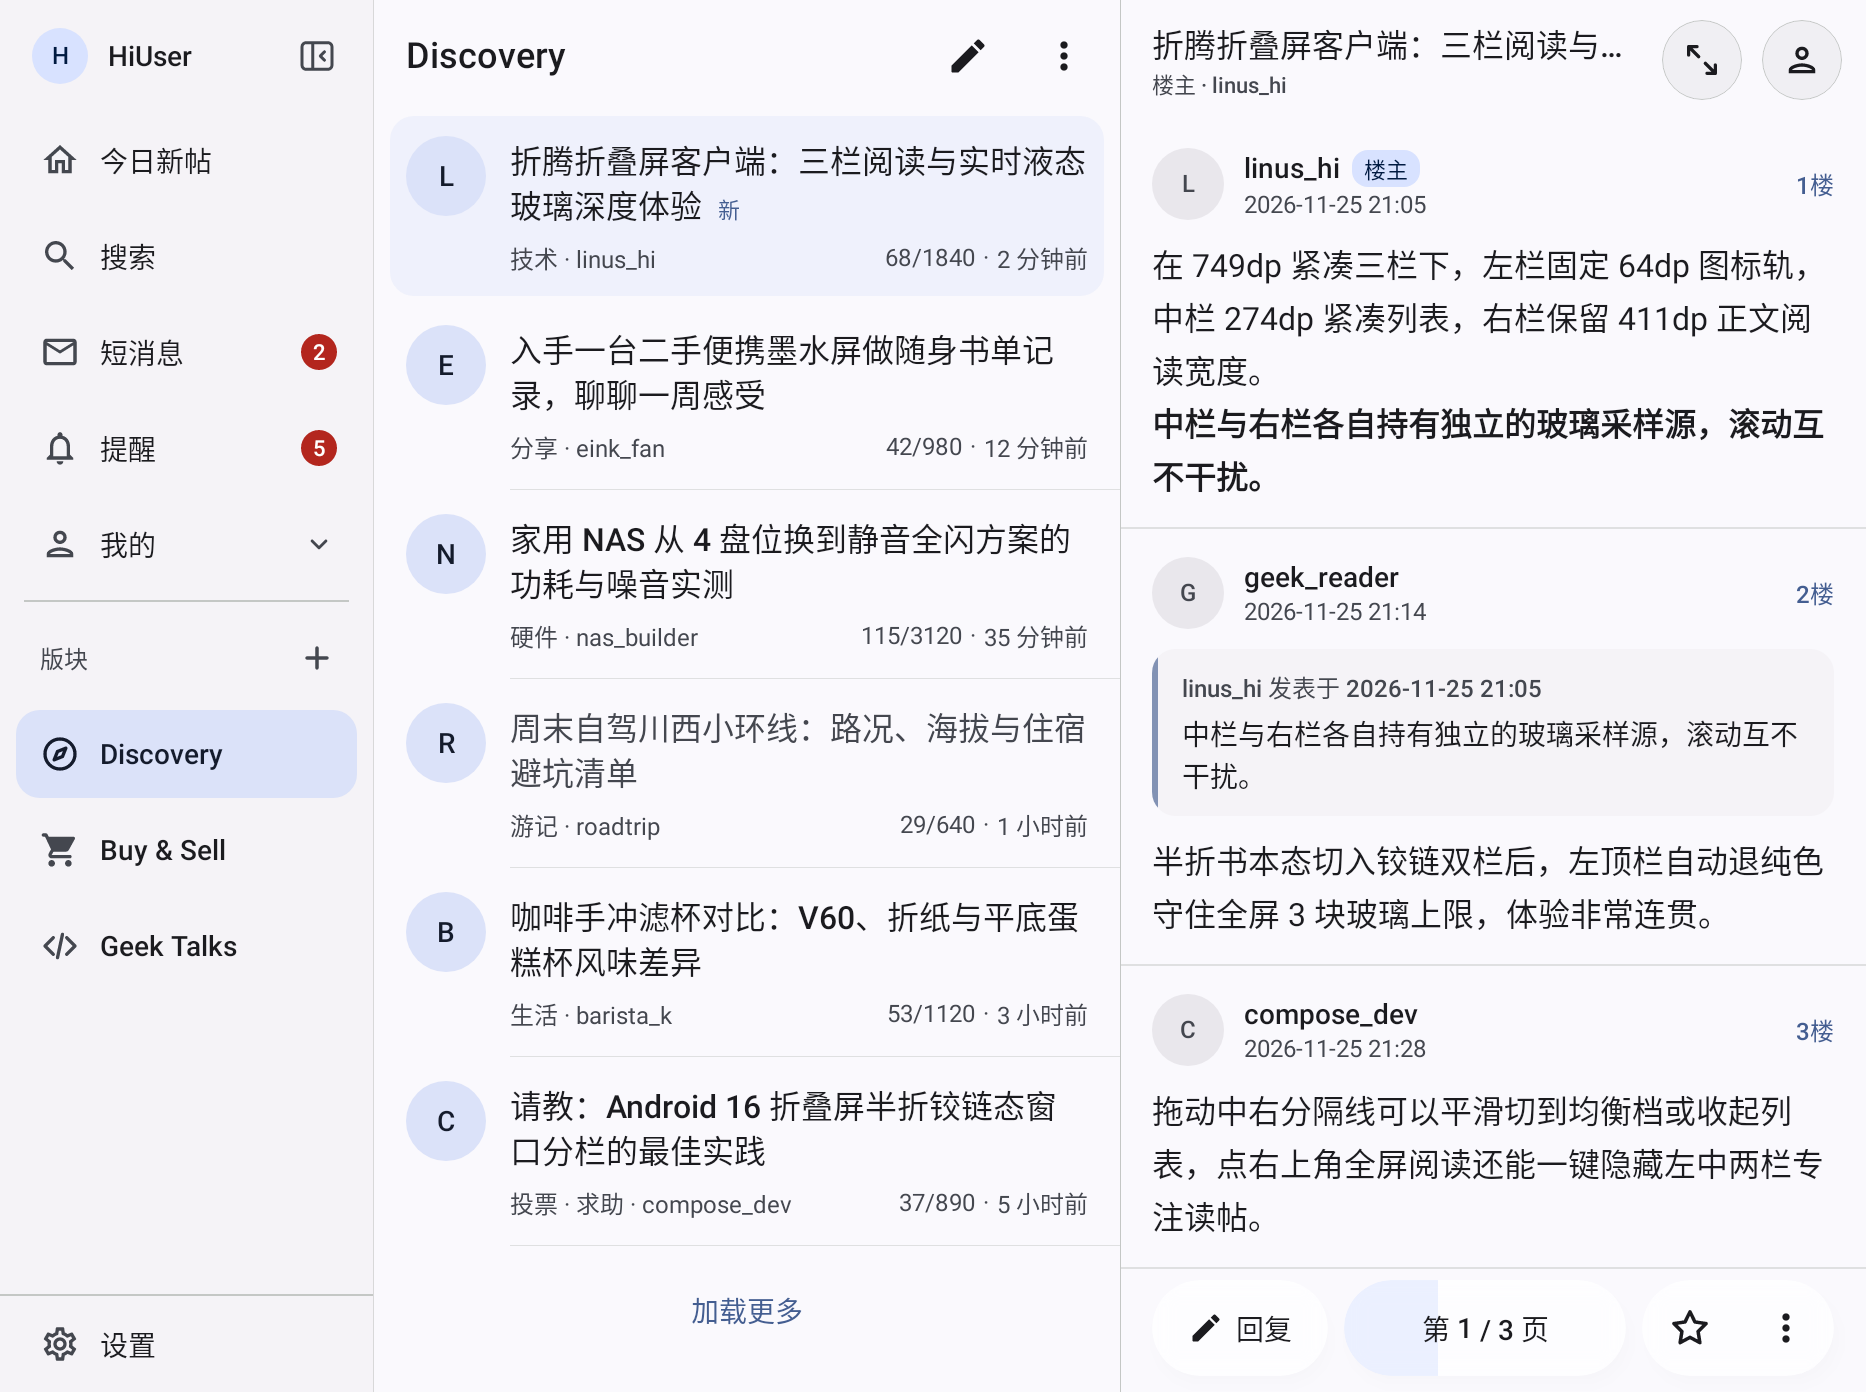 H
HiUser
今日新帖
搜索
短消息
2
提醒
5
我的
版块
Discovery
Buy & Sell
Geek Talks
设置
Discovery
L
折腾折叠屏客户端：三栏阅读与实时液态
玻璃深度体验 新
技术 · linus_hi
68/1840 · 2 分钟前
E
入手一台二手便携墨水屏做随身书单记
录，聊聊一周感受
分享 · eink_fan
42/980 · 12 分钟前
N
家用 NAS 从 4 盘位换到静音全闪方案的
功耗与噪音实测
硬件 · nas_builder
115/3120 · 35 分钟前
R
周末自驾川西小环线：路况、海拔与住宿
避坑清单
游记 · roadtrip
29/640 · 1 小时前
B
咖啡手冲滤杯对比：V60、折纸与平底蛋
糕杯风味差异
生活 · barista_k
53/1120 · 3 小时前
C
请教：Android 16 折叠屏半折铰链态窗
口分栏的最佳实践
投票 · 求助 · compose_dev
37/890 · 5 小时前
加载更多
折腾折叠屏客户端：三栏阅读与...
楼主 · linus_hi
L
linus_hi 楼主
2026-11-25 21:05
1楼
在 749dp 紧凑三栏下，左栏固定 64dp 图标轨，
中栏 274dp 紧凑列表，右栏保留 411dp 正文阅
读宽度。
中栏与右栏各自持有独立的玻璃采样源，滚动互
不干扰。
G
geek_reader
2026-11-25 21:14
2楼
linus_hi 发表于 2026-11-25 21:05
中栏与右栏各自持有独立的玻璃采样源，滚动互不
干扰。
半折书本态切入铰链双栏后，左顶栏自动退纯色
守住全屏 3 块玻璃上限，体验非常连贯。
C
compose_dev
2026-11-25 21:28
3楼
拖动中右分隔线可以平滑切到均衡档或收起列
表，点右上角全屏阅读还能一键隐藏左中两栏专
注读帖。
回复
第 1 / 3 页